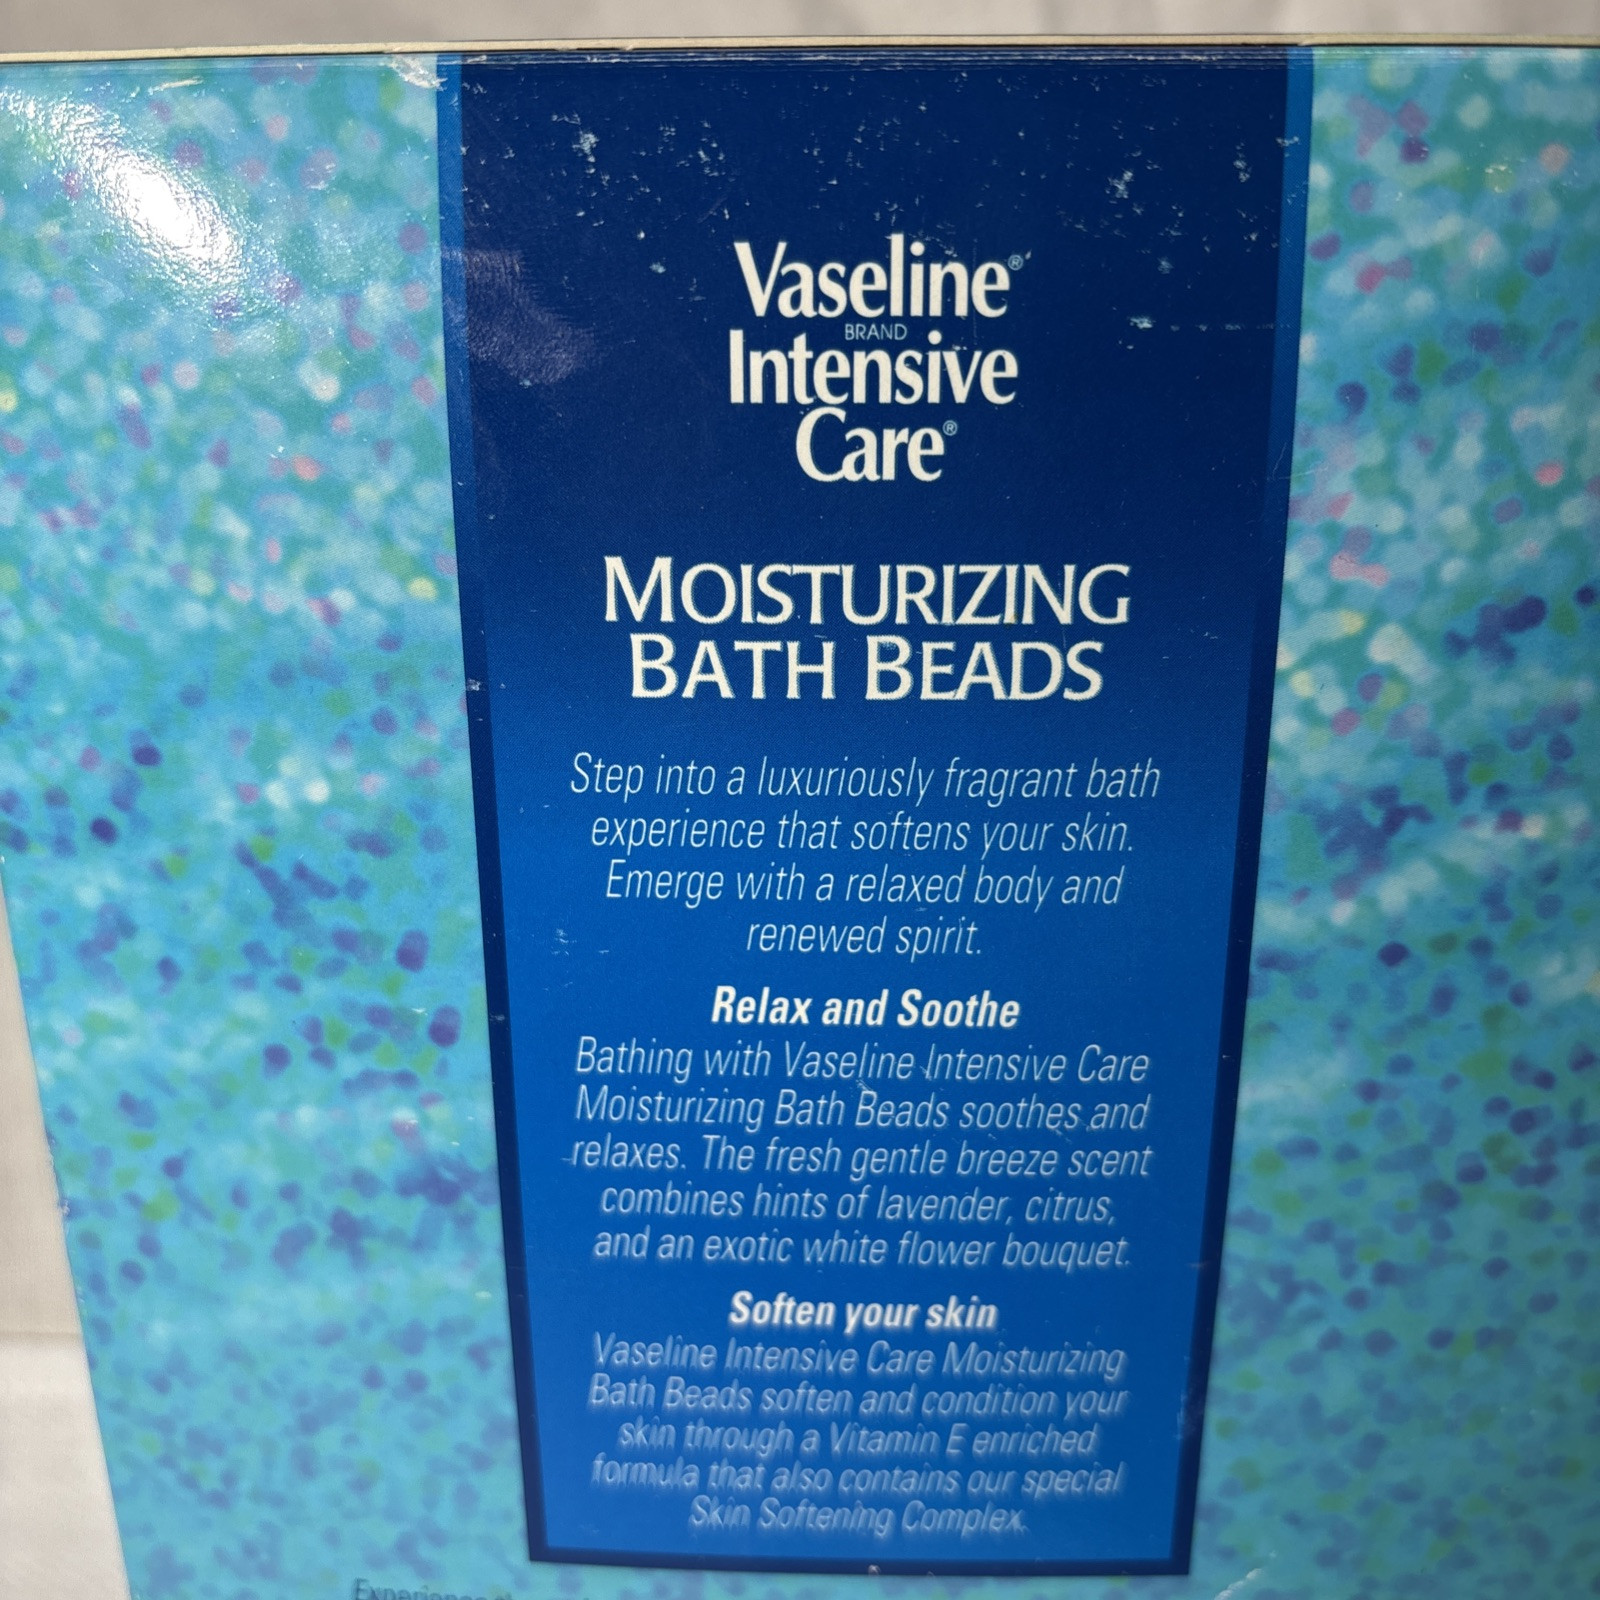 Vaseline®
BRAND
Intensive
Care®
MOISTURIZING
BATH BEADS
Step into a luxuriously fragrant bath
experience that softens your skin.
Emerge with a relaxed body and
renewed spirit.
Relax and Soothe
Bathing with Vaseline Intensive Care
Moisturizing Bath Beads soothes and
relaxes. The fresh gentle breeze scent
combines hints of lavender, citrus,
and an exotic white flower bouquet.
Soften your skin
Vaseline Intensive Care Moisturizing
Bath Beads soften and condition your
skin through a Vitamin E enriched
formula that also contains our special
Skin Softening Complex.
Experience